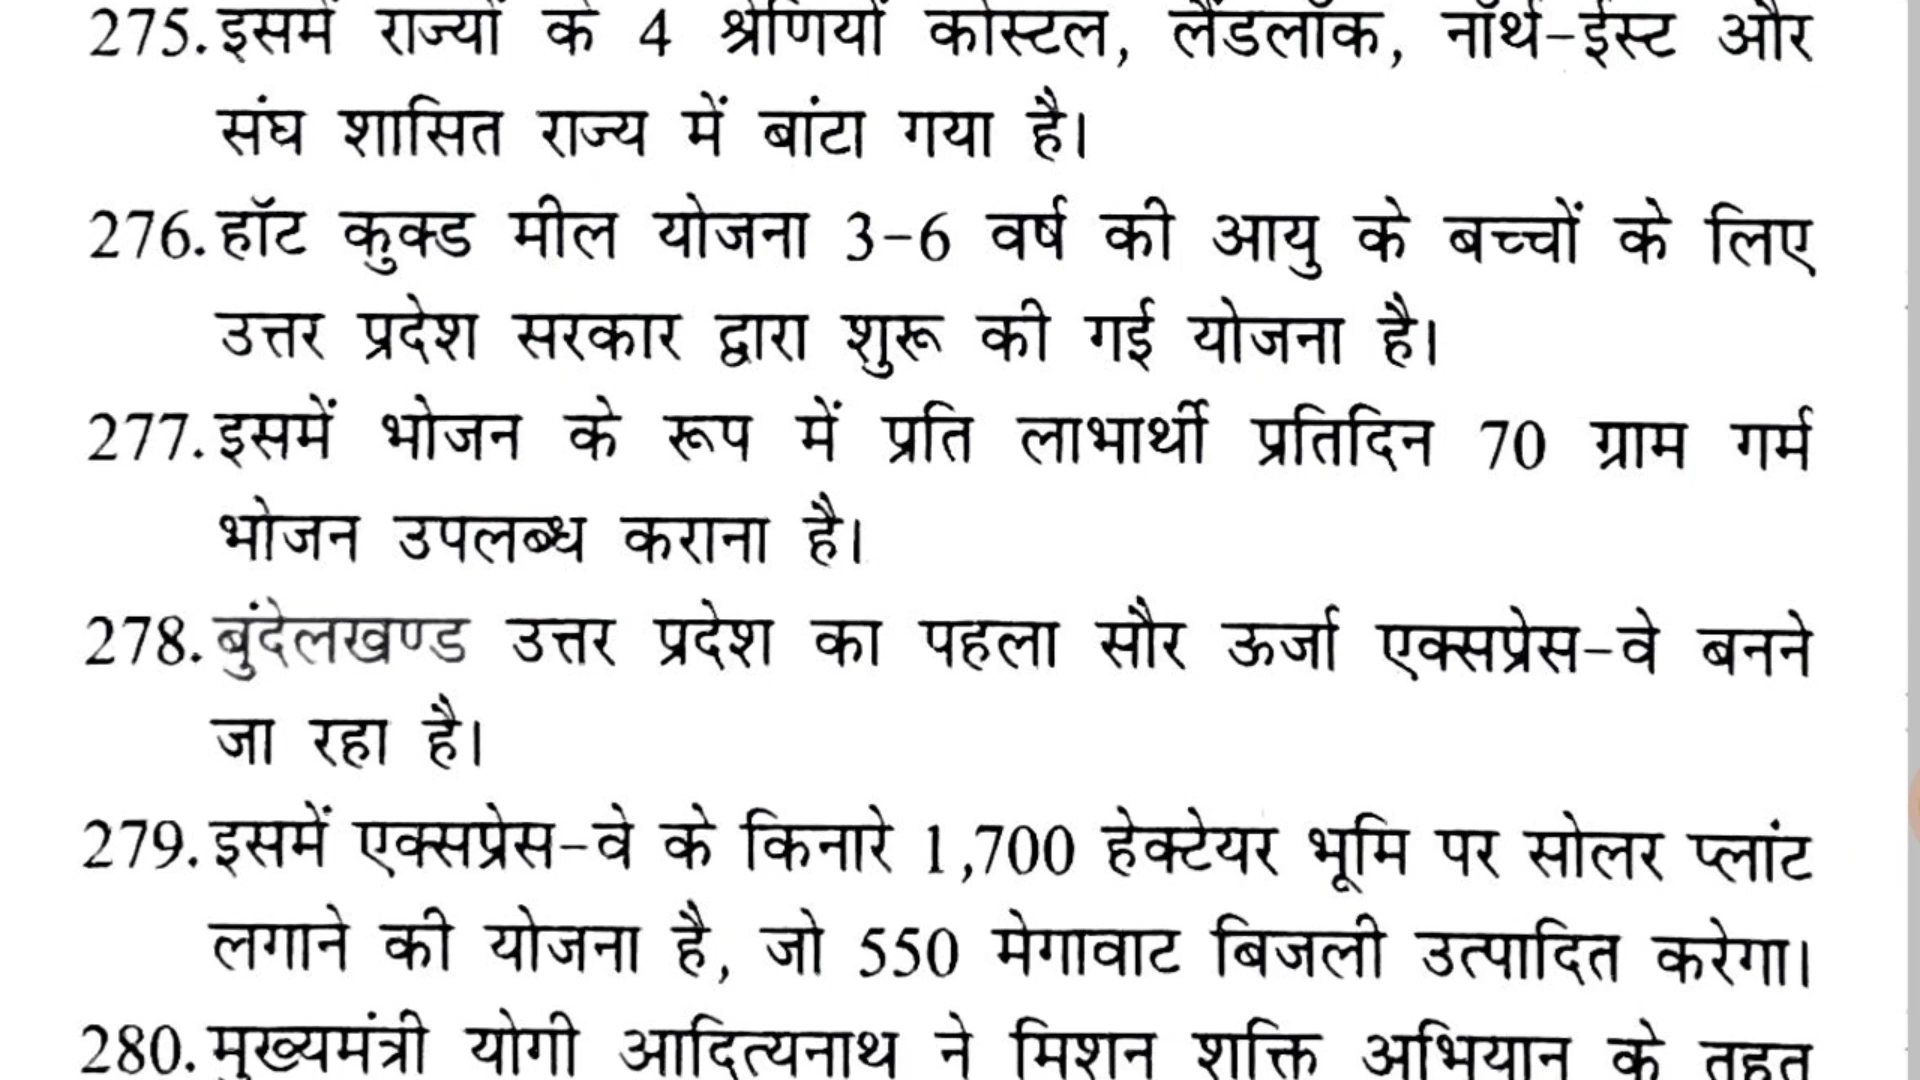 275. इसमें राज्यों के 4 श्रेणियों कोस्टल, लैंडलॉक, नॉर्थ-ईस्ट और
संघ शासित राज्य में बांटा गया है।
276. हॉट कुक्ड मील योजना 3-6 वर्ष की आयु के बच्चों के लिए
उत्तर प्रदेश सरकार द्वारा शुरू की गई योजना है।
277. इसमें भोजन के रूप में प्रति लाभार्थी प्रतिदिन 70 ग्राम गर्म
भोजन उपलब्ध कराना है।
278. बुंदेलखण्ड उत्तर प्रदेश का पहला सौर ऊर्जा एक्सप्रेस-वे बनने
जा रहा है।
279. इसमें एक्सप्रेस-वे के किनारे 1,700 हेक्टेयर भूमि पर सोलर प्लांट
लगाने की योजना है, जो 550 मेगावाट बिजली उत्पादित करेगा।
280. मुख्यमंत्री योगी आदित्यनाथ ने मिशन शक्ति अभियान के तहत